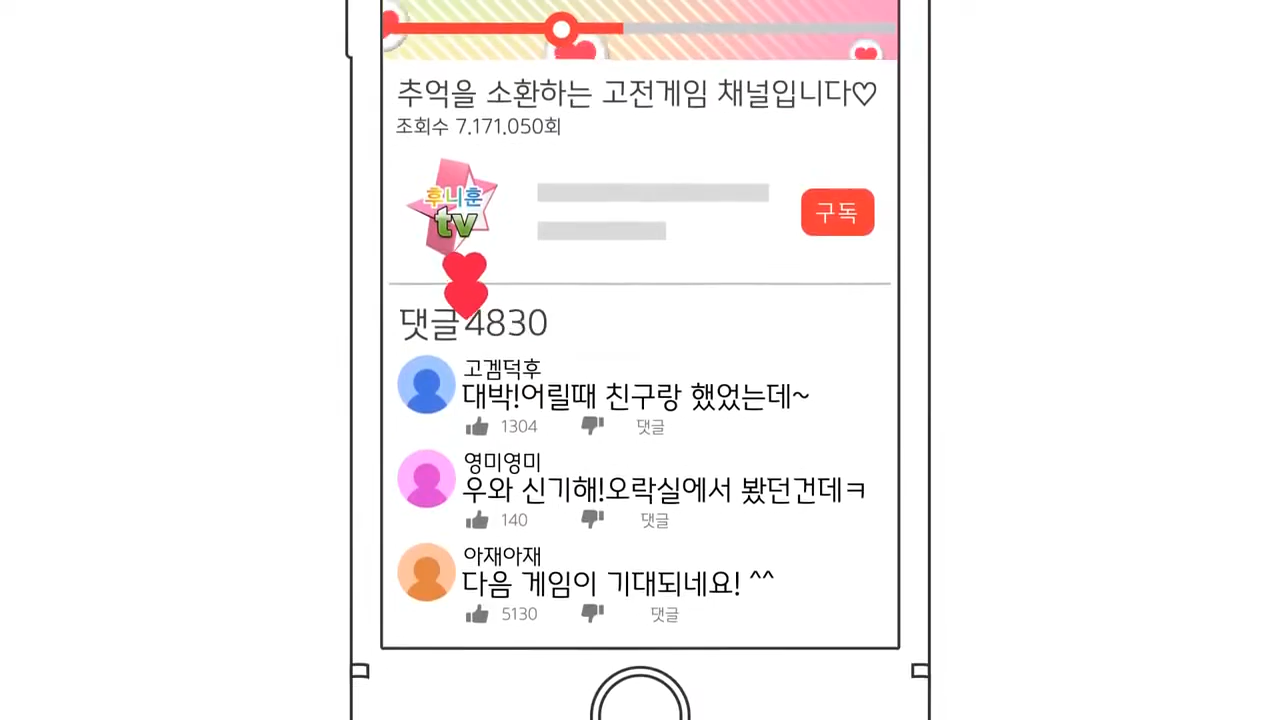 추억을 소환하는 고전게임 채널입니다♡
조회수 7,171,050회
후니훈
tv
구독
댓글4830
고겜덕후
대박!어릴때 친구랑 했었는데~
1304 댓글
영미영미
우와 신기해!오락실에서 봤던건데ㅋ
140 댓글
아재아재
다음 게임이 기대되네요! ^^
5130 댓글